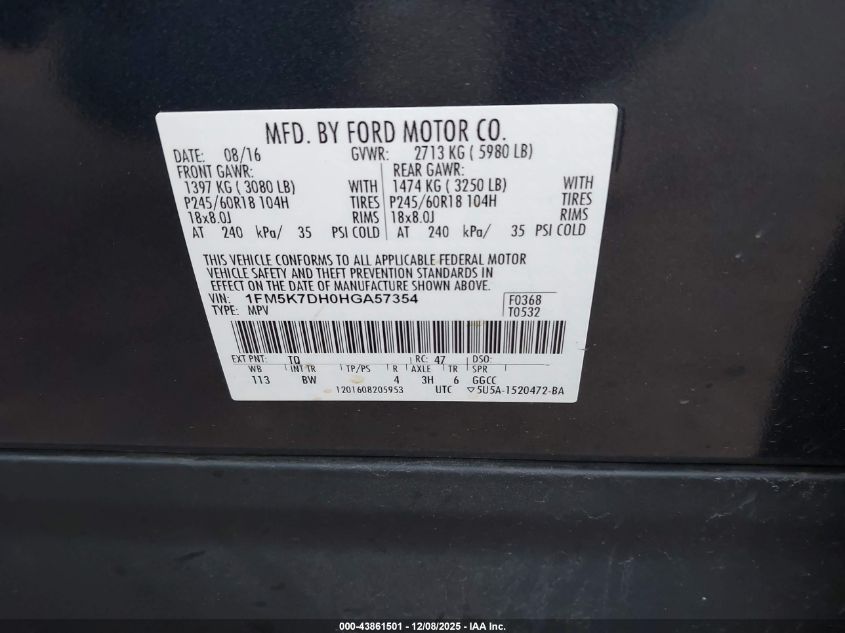 MFD. BY FORD MOTOR CO.
DATE: 08/16 GVWR: 2713 KG ( 5980 LB)
FRONT GAWR: REAR GAWR:
1397 KG ( 3080 LB) WITH 1474 KG ( 3250 LB) WITH
P245/60R18 104H TIRES P245/60R18 104H TIRES
18x8.0J RIMS 18x8.0J RIMS
AT 240 kPa/ 35 PSI COLD AT 240 kPa/ 35 PSI COLD
THIS VEHICLE CONFORMS TO ALL APPLICABLE FEDERAL MOTOR
VEHICLE SAFETY AND THEFT PREVENTION STANDARDS IN
EFFECT ON THE DATE OF MANUFACTURE SHOWN ABOVE.
VIN: 1FM5K7DH0HGA57354 F0368
TYPE: MPV T0532
EXT PNT: TQ RC: 47 DSO:
WB INT TR TP/PS R AXLE TR SPR
113 BW 4 3H 6 GGCC
1201608205953 UTC ▽5U5A-1520472-BA
000-43861501 - 12/08/2025 - IAA Inc.